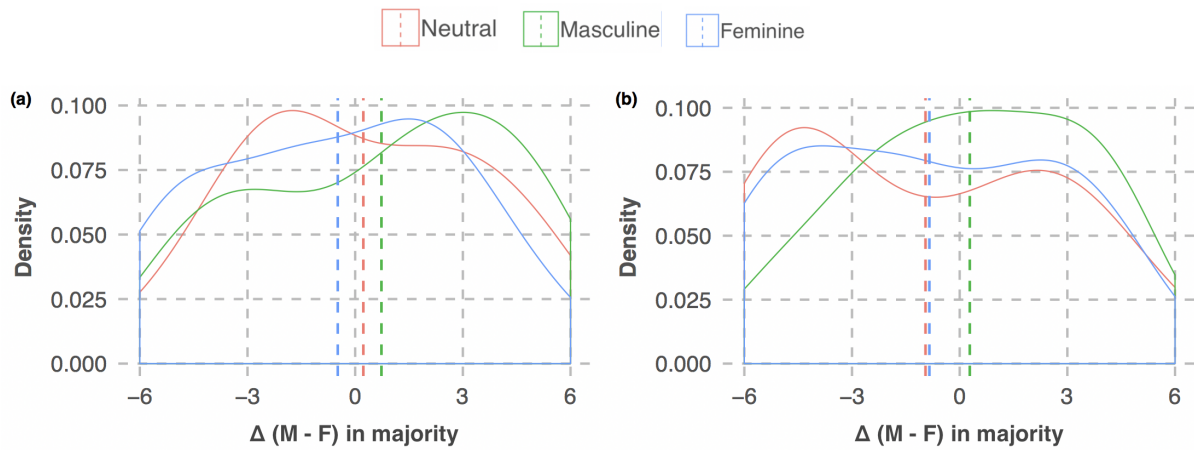 Neutral Masculine Feminine
(a)
0.100
0.075
0.050
0.025
0.000
Density
−6 −3 0 3 6
Δ (M - F) in majority
(b)
0.100
0.075
0.050
0.025
0.000
Density
−6 −3 0 3 6
Δ (M - F) in majority